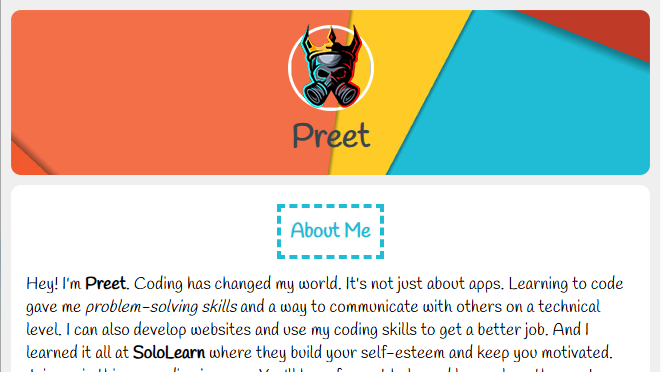 Preet
About Me
Hey! I'm Preet. Coding has changed my world. It's not just about apps. Learning to code
gave me problem-solving skills and a way to communicate with others on a technical
level. I can also develop websites and use my coding skills to get a better job. And I
learned it all at SoloLearn where they build your self-esteem and keep you motivated.